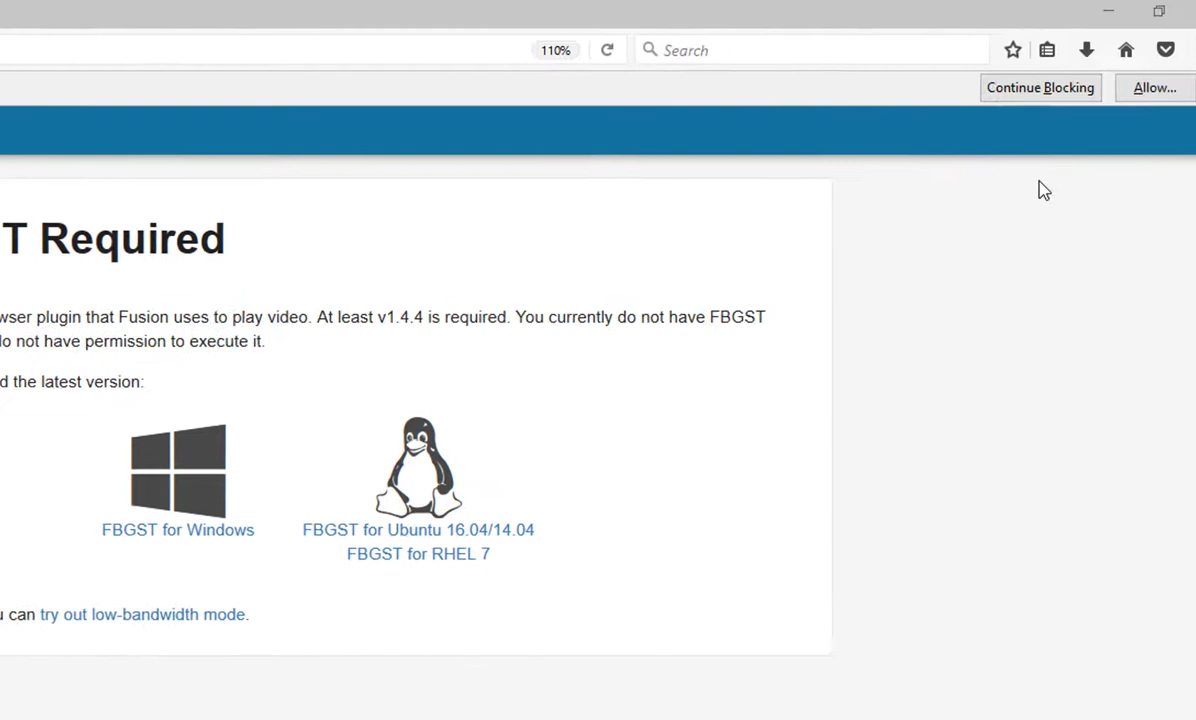 110%
Search
Continue Blocking
Allow...
T Required
wser plugin that Fusion uses to play video. At least v1.4.4 is required. You currently do not have FBGST
do not have permission to execute it.
d the latest version:
FBGST for Windows
FBGST for Ubuntu 16.04/14.04
FBGST for RHEL 7
u can try out low-bandwidth mode.